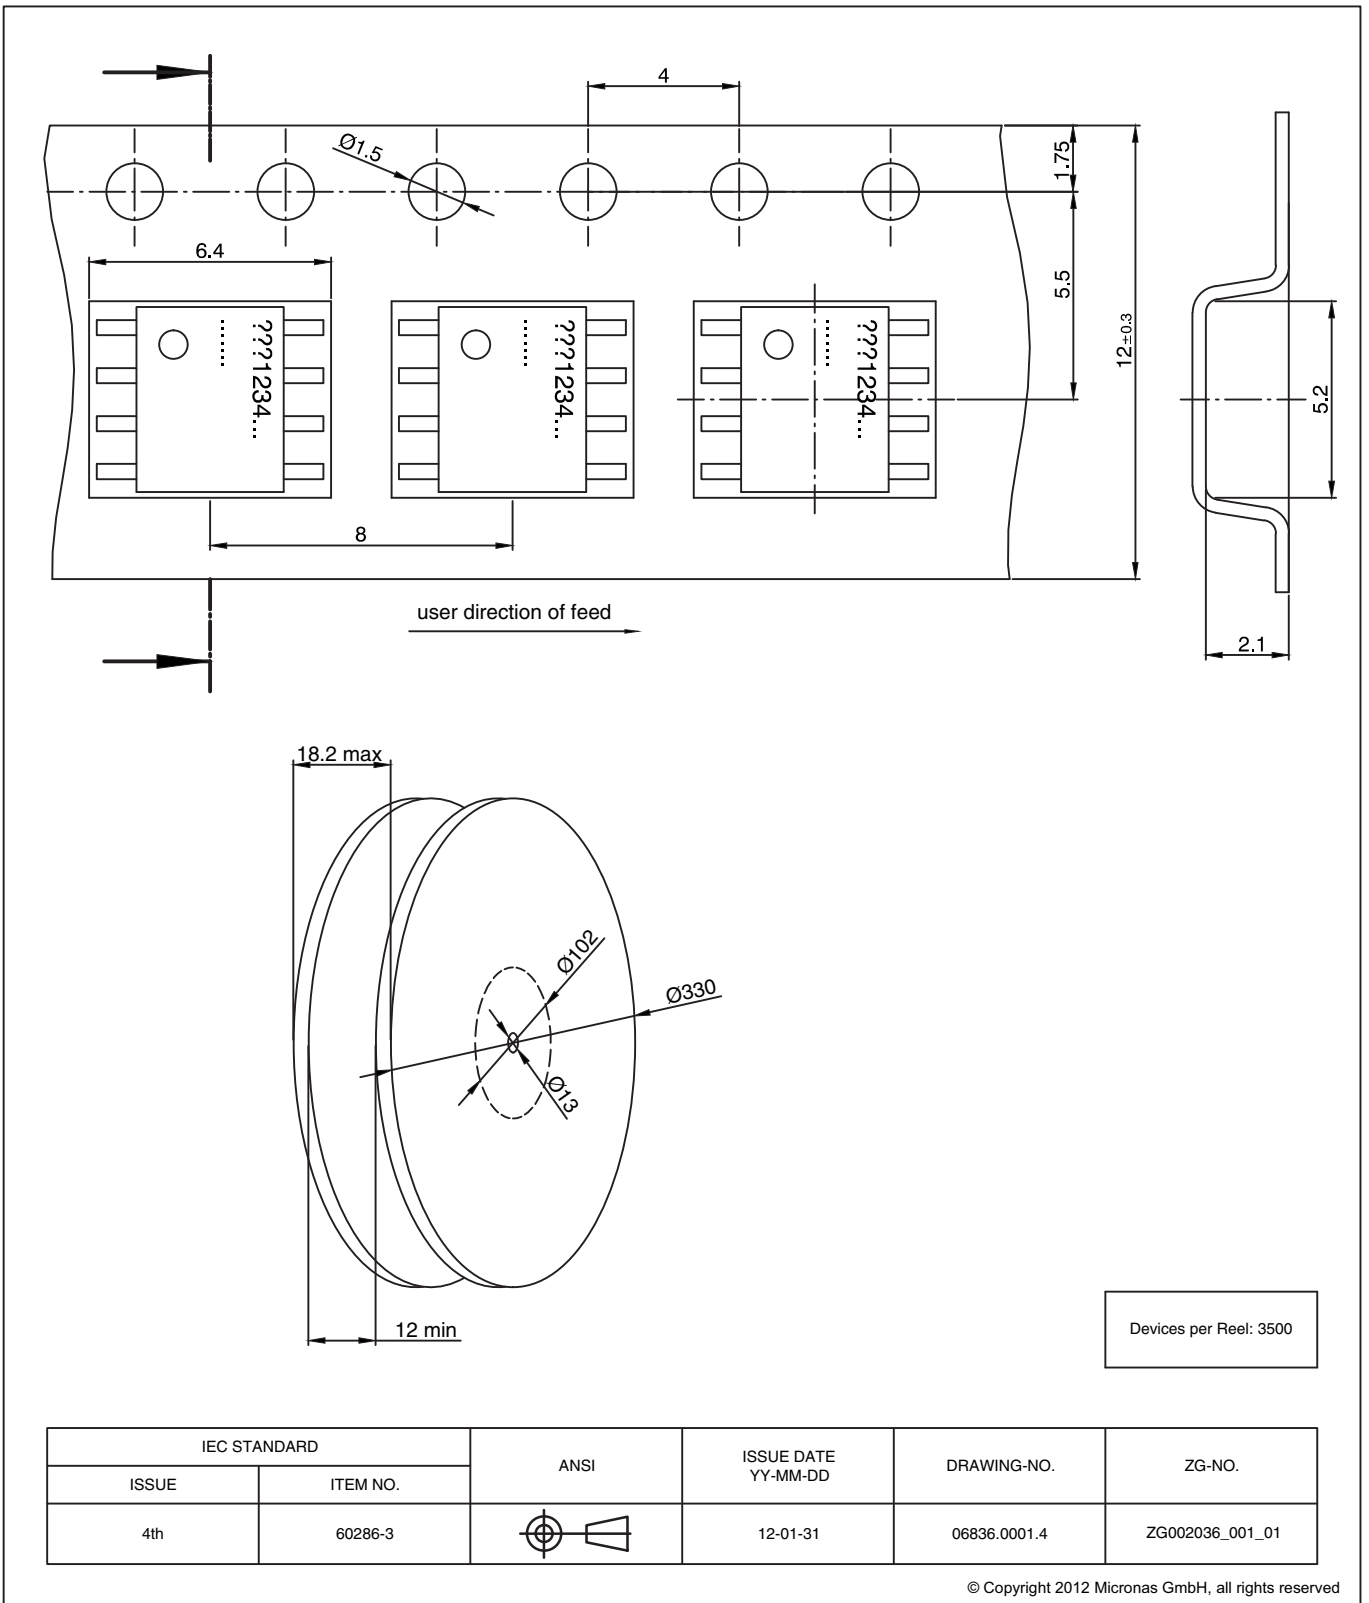 4
Ø1.5
1.75
6.4
5.5
12±0.3
5.2
???1234...
......
???1234...
......
???1234...
......
8
user direction of feed
2.1
18.2 max
Ø102
Ø330
Ø13
12 min
Devices per Reel: 3500
IEC STANDARD
ISSUE
ITEM NO.
ANSI
ISSUE DATE
YY-MM-DD
DRAWING-NO.
ZG-NO.
4th
60286-3
12-01-31
06836.0001.4
ZG002036_001_01
© Copyright 2012 Micronas GmbH, all rights reserved